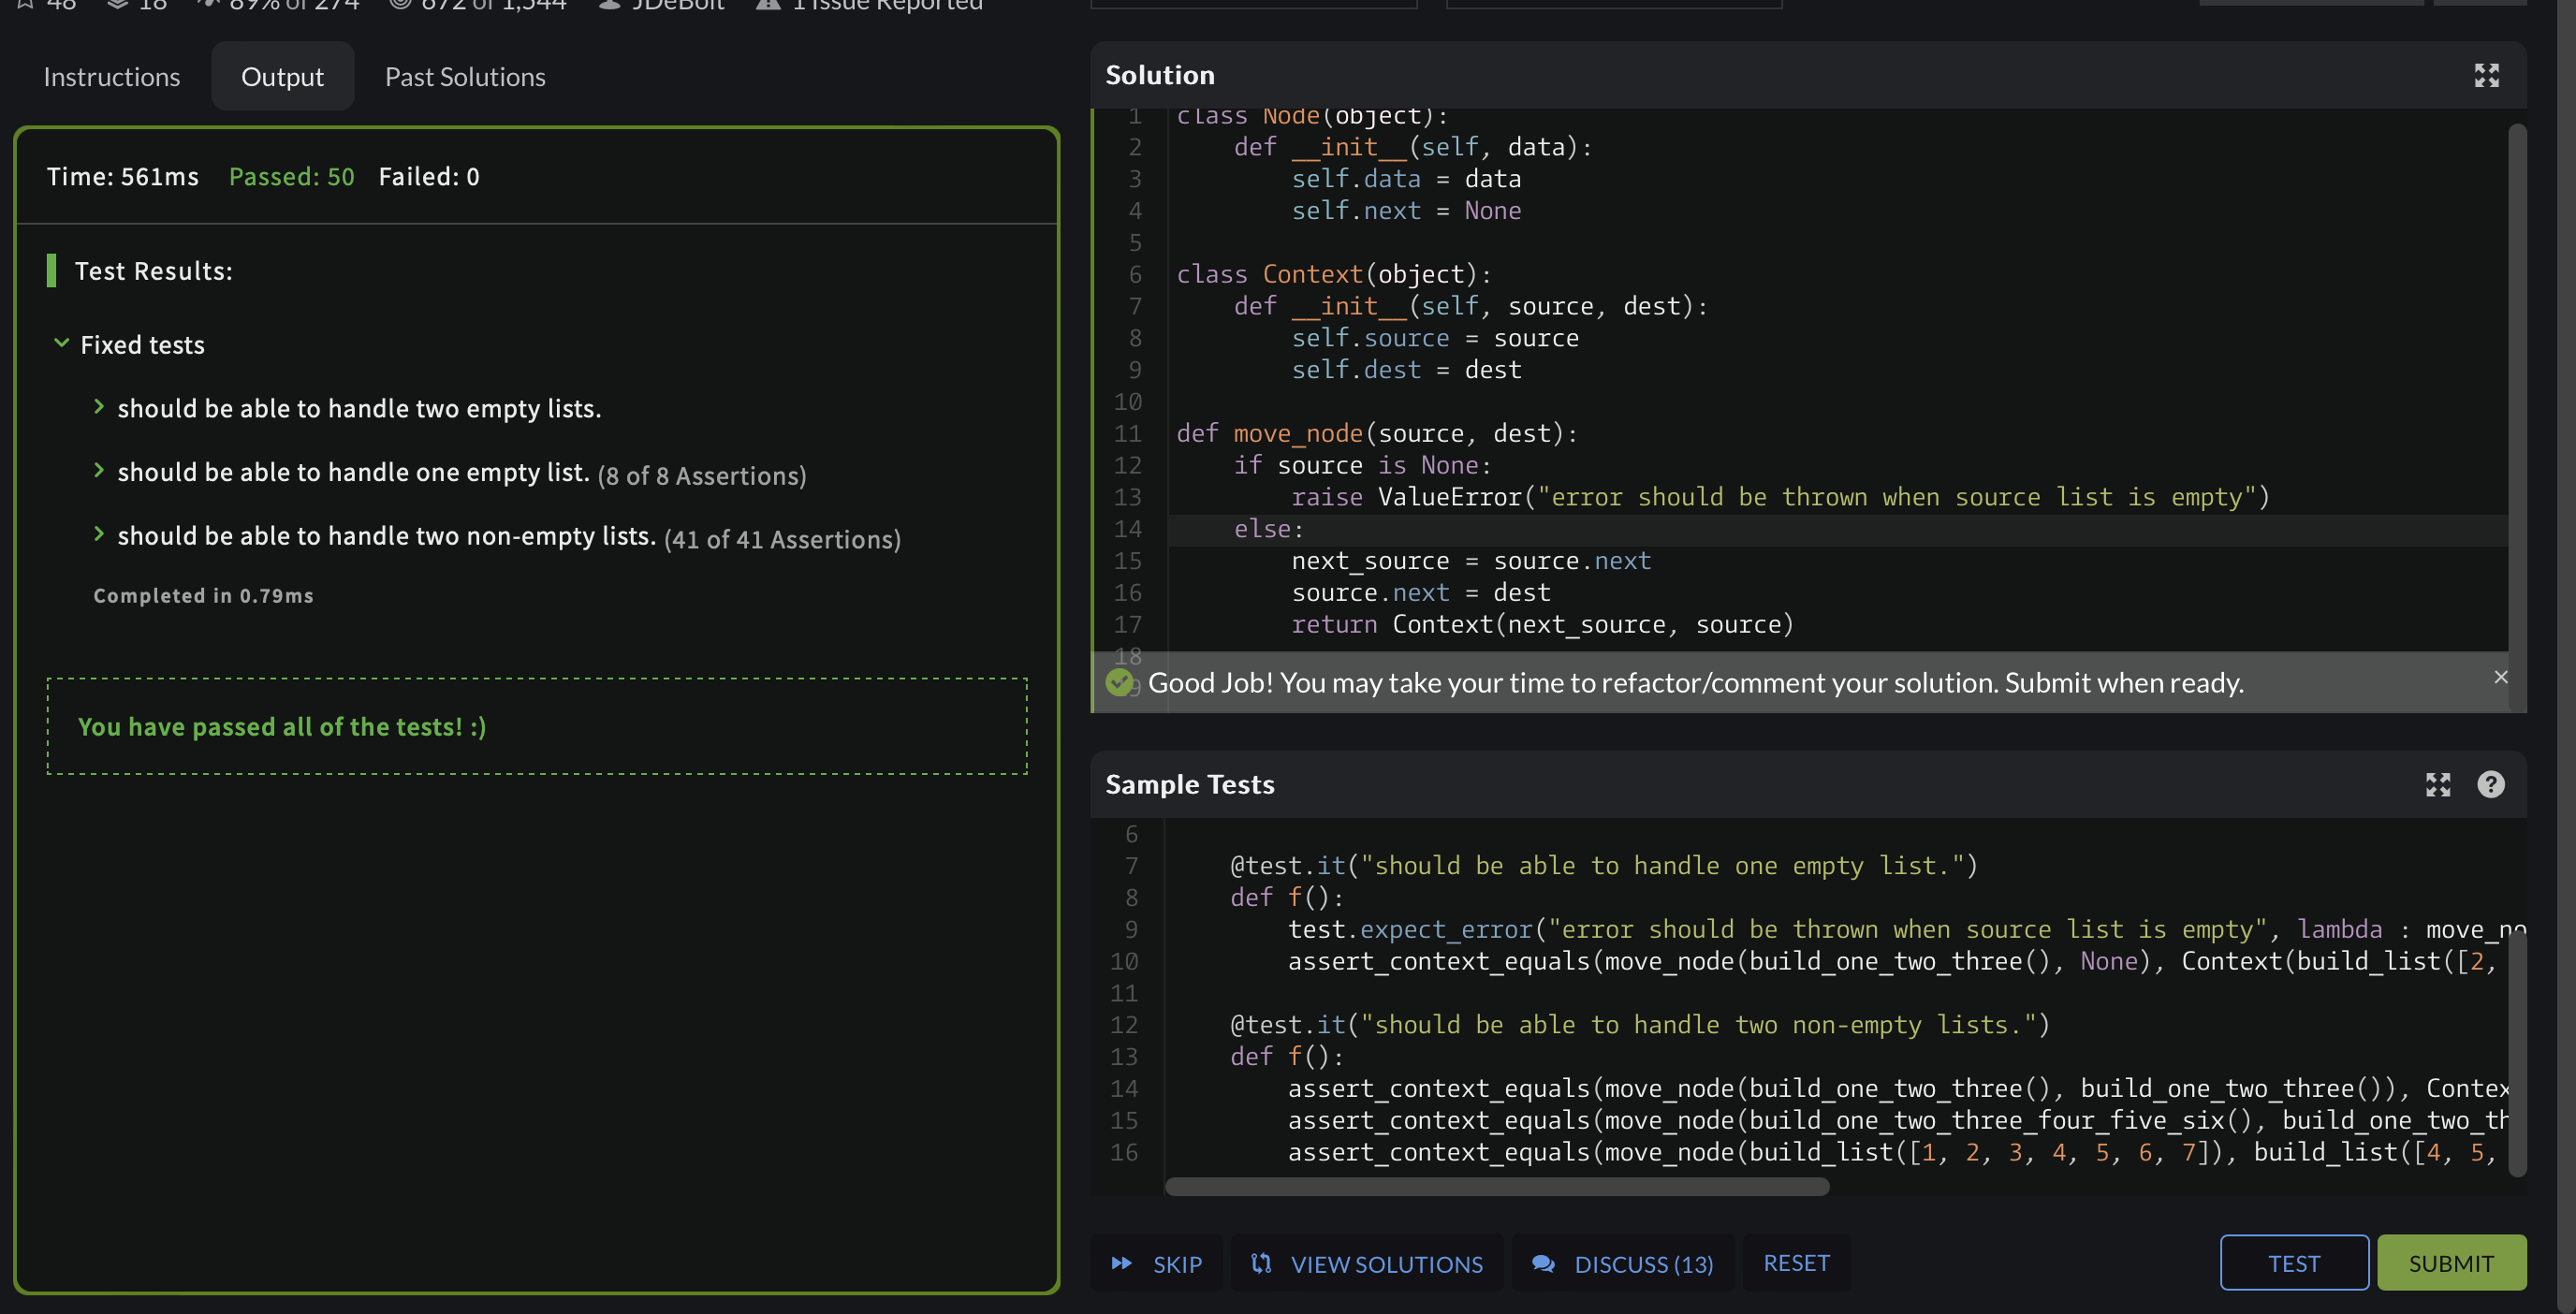 48 18 89% of 274 672 of 1,544 JDeBolt 1 Issue Reported
Instructions Output Past Solutions
Time: 561ms Passed: 50 Failed: 0
Test Results:
Fixed tests
should be able to handle two empty lists.
should be able to handle one empty list. (8 of 8 Assertions)
should be able to handle two non-empty lists. (41 of 41 Assertions)
Completed in 0.79ms
You have passed all of the tests! :)
Solution
1 class Node(object):
2     def __init__(self, data):
3         self.data = data
4         self.next = None
5
6 class Context(object):
7     def __init__(self, source, dest):
8         self.source = source
9         self.dest = dest
10
11 def move_node(source, dest):
12     if source is None:
13         raise ValueError("error should be thrown when source list is empty")
14     else:
15         next_source = source.next
16         source.next = dest
17         return Context(next_source, source)
18
Good Job! You may take your time to refactor/comment your solution. Submit when ready.
Sample Tests
6
7     @test.it("should be able to handle one empty list.")
8     def f():
9         test.expect_error("error should be thrown when source list is empty", lambda : move_no
10         assert_context_equals(move_node(build_one_two_three(), None), Context(build_list([2,
11
12     @test.it("should be able to handle two non-empty lists.")
13     def f():
14         assert_context_equals(move_node(build_one_two_three(), build_one_two_three()), Contex
15         assert_context_equals(move_node(build_one_two_three_four_five_six(), build_one_two_th
16         assert_context_equals(move_node(build_list([1, 2, 3, 4, 5, 6, 7]), build_list([4, 5,
SKIP VIEW SOLUTIONS DISCUSS (13) RESET TEST SUBMIT